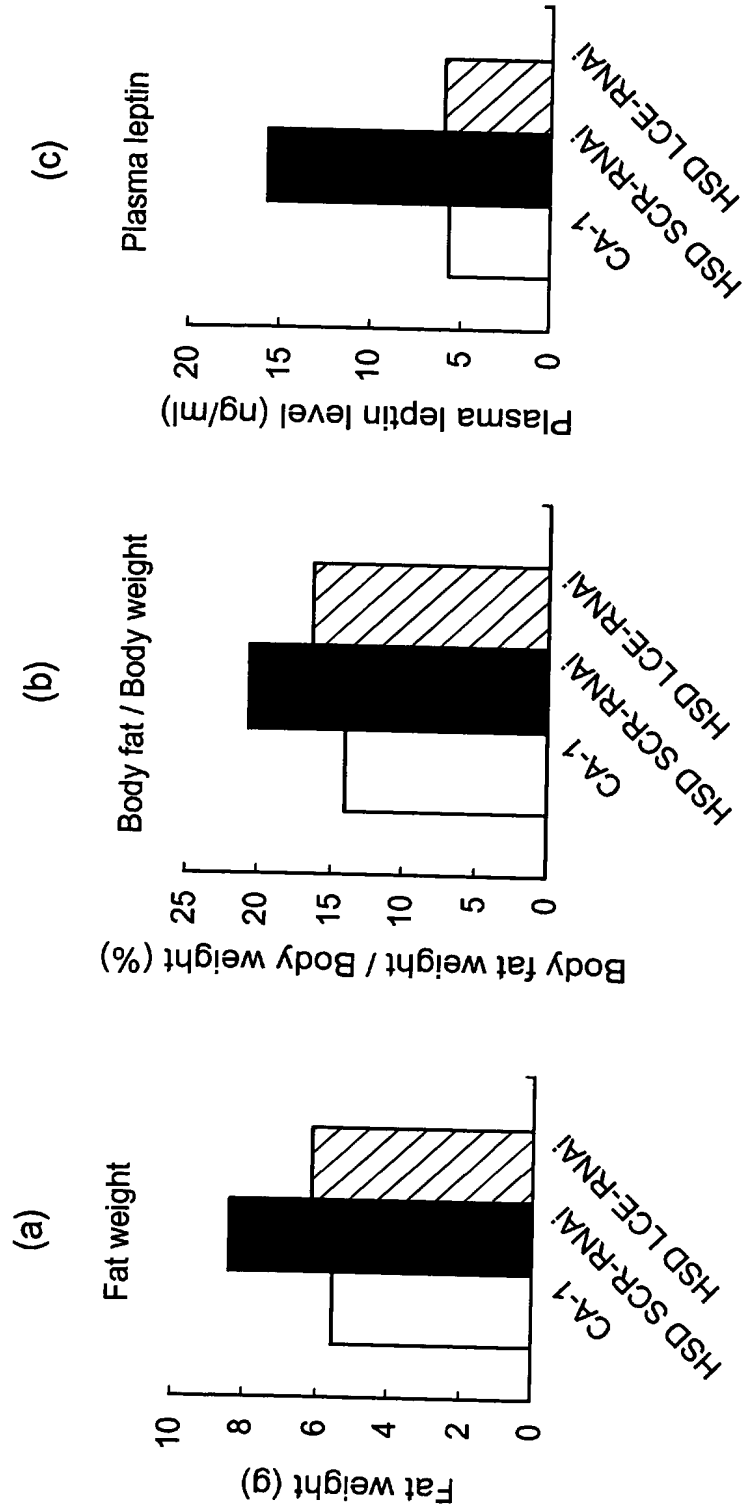 (a)
Fat weight
Fat weight (g)
10
8
6
4
2
0
CA-1
HSD SCR-RNAi
HSD LCE-RNAi
(b)
Body fat / Body weight
Body fat weight / Body weight (%)
25
20
15
10
5
0
CA-1
HSD SCR-RNAi
HSD LCE-RNAi
(c)
Plasma leptin
Plasma leptin level (ng/ml)
20
15
10
5
0
CA-1
HSD SCR-RNAi
HSD LCE-RNAi